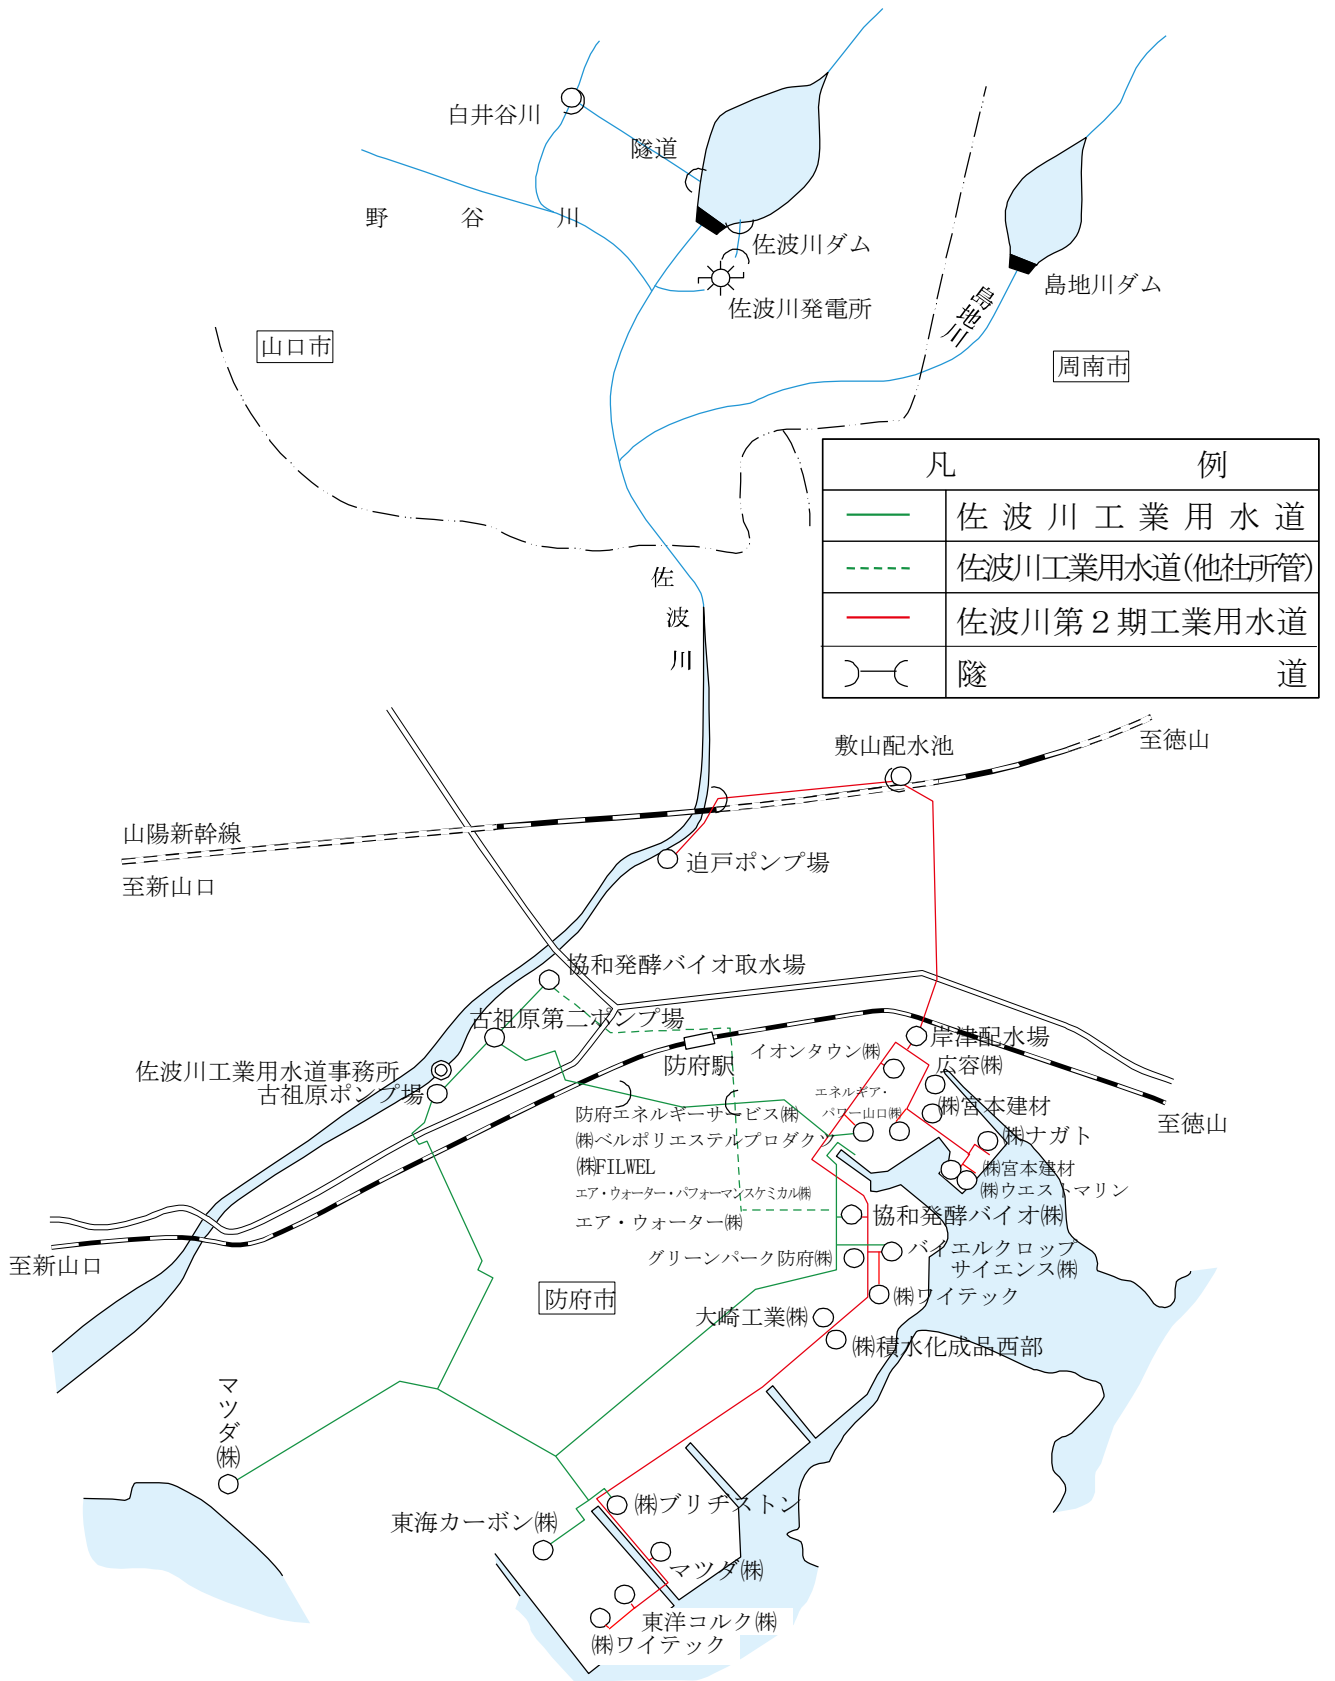 白井谷川
隧道
野谷川
佐波川ダム
佐波川発電所
島地川ダム
島地川
山口市
周南市
凡例
佐波川工業用水道
佐波川工業用水道(他社所管)
佐波川第2期工業用水道
隧道
佐波川
敷山配水池
至徳山
山陽新幹線
至新山口
迫戸ポンプ場
協和発酵バイオ取水場
古祖原第二ポンプ場
佐波川工業用水道事務所
古祖原ポンプ場
防府駅
イオンタウン㈱
岸津配水場
広容㈱
エネルギア・
パワー山口㈱
㈱宮本建材
㈱ナガト
至徳山
防府エネルギーサービス㈱
㈱ベルポリエステルプロダクツ
㈱FILWEL
エア・ウォーター・パフォーマンスケミカル㈱
エア・ウォーター㈱
㈱宮本建材
㈱ウエストマリン
協和発酵バイオ㈱
グリーンパーク防府㈱
バイエルクロップ
サイエンス㈱
㈱ワイテック
至新山口
防府市
大崎工業㈱
㈱積水化成品西部
マツダ㈱
㈱ブリヂストン
東海カーボン㈱
マツダ㈱
東洋コルク㈱
㈱ワイテック